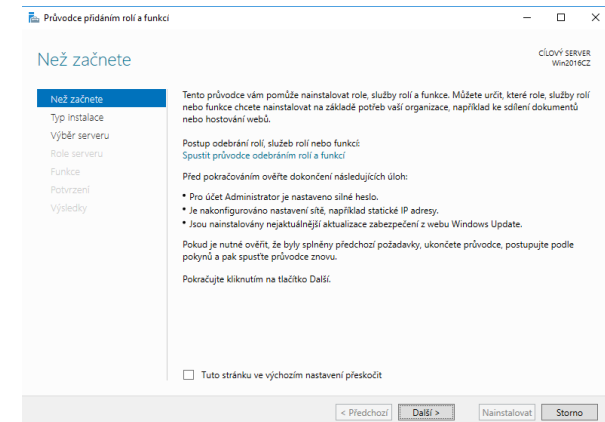 Průvodce přidáním rolí a funkcí
Než začnete
CÍLOVÝ SERVER
Win2016CZ
Než začnete
Typ instalace
Výběr serveru
Role serveru
Funkce
Potvrzení
Výsledky
Tento průvodce vám pomůže nainstalovat role, služby rolí a funkce. Můžete určit, které role, služby rolí
nebo funkce chcete nainstalovat na základě potřeb vaší organizace, například ke sdílení dokumentů
nebo hostování webů.
Postup odebrání rolí, služeb rolí nebo funkcí:
Spustit průvodce odebráním rolí a funkcí
Před pokračováním ověřte dokončení následujících úloh:
• Pro účet Administrator je nastaveno silné heslo.
• Je nakonfigurováno nastavení sítě, například statické IP adresy.
• Jsou nainstalovány nejaktuálnější aktualizace zabezpečení z webu Windows Update.
Pokud je nutné ověřit, že byly splněny předchozí požadavky, ukončete průvodce, postupujte podle
pokynů a pak spusťte průvodce znovu.
Pokračujte kliknutím na tlačítko Další.
Tuto stránku ve výchozím nastavení přeskočit
< Předchozí
Další >
Nainstalovat
Storno